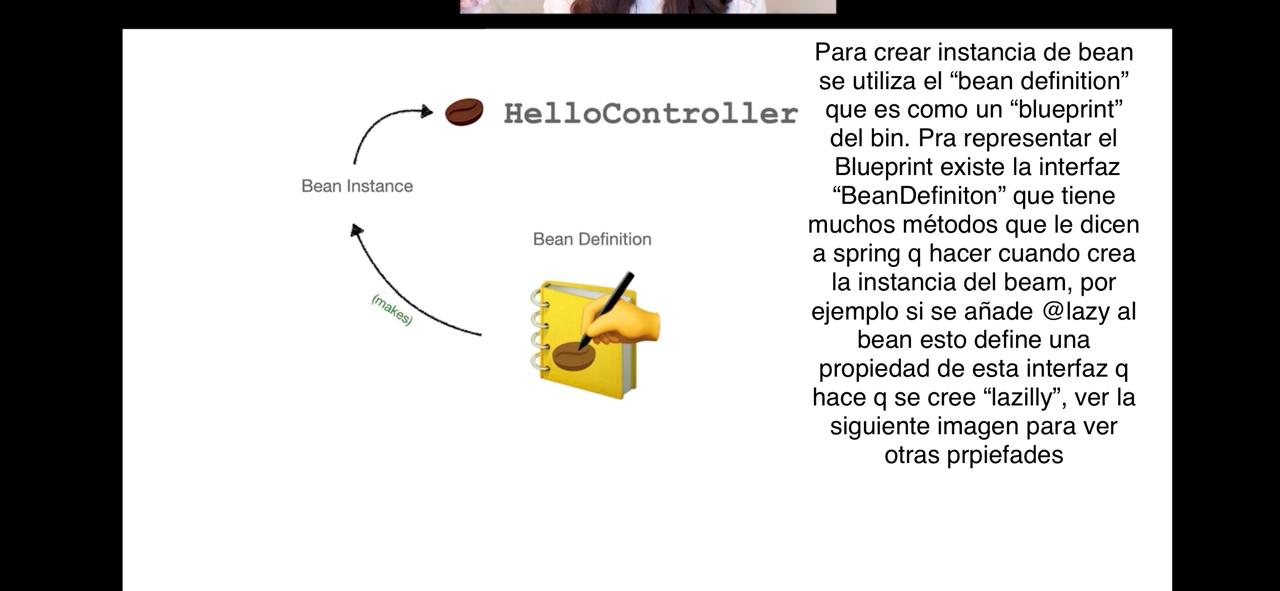 HelloController
Bean Instance
Bean Definition
(makes)
Para crear instancia de bean
se utiliza el “bean definition”
que es como un “blueprint”
del bin. Pra representar el
Blueprint existe la interfaz
“BeanDefiniton” que tiene
muchos métodos que le dicen
a spring q hacer cuando crea
la instancia del beam, por
ejemplo si se añade @lazy al
bean esto define una
propiedad de esta interfaz q
hace q se cree “lazilly”, ver la
siguiente imagen para ver
otras prpiefades